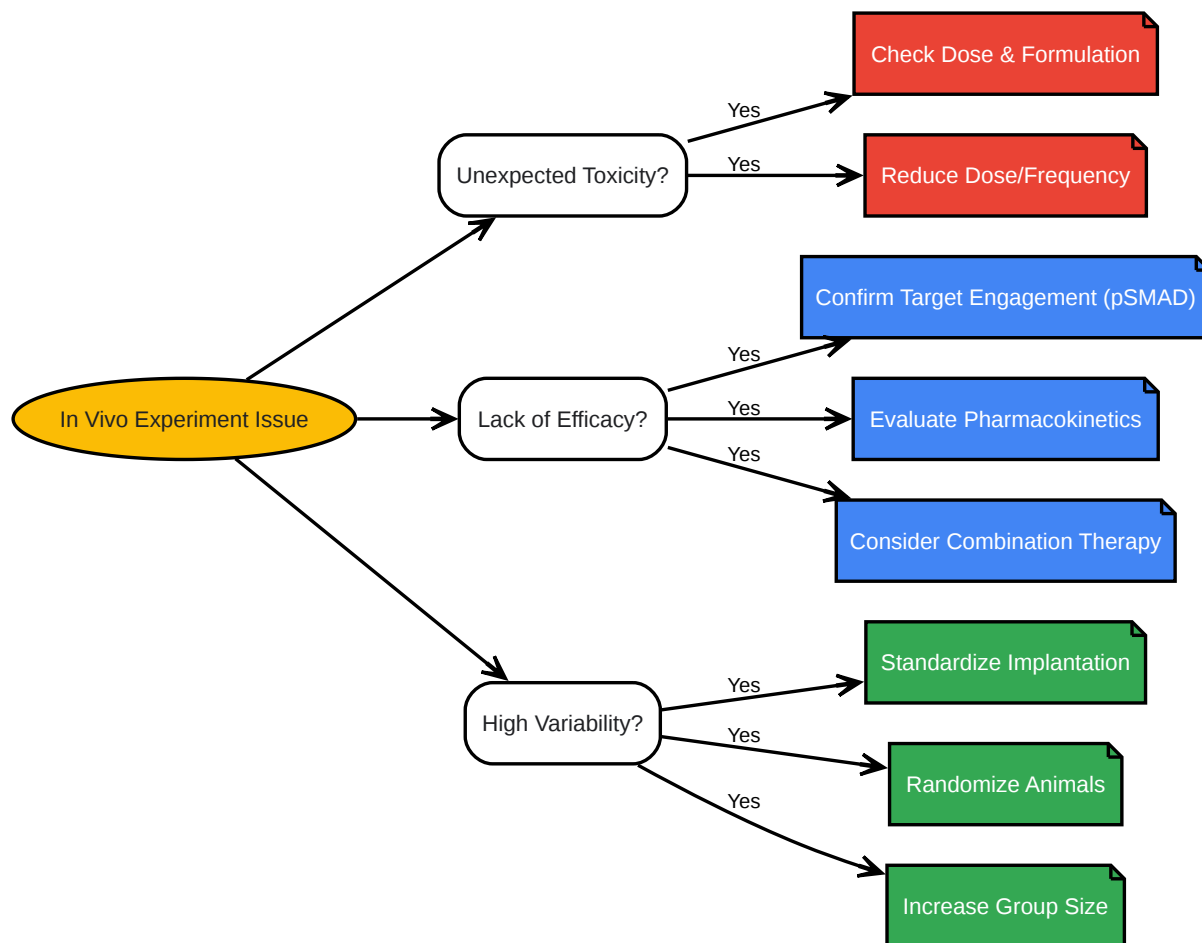 Check Dose & Formulation
Yes
Unexpected Toxicity?
Yes
Reduce Dose/Frequency
Confirm Target Engagement (pSMAD)
Yes
In Vivo Experiment Issue
Lack of Efficacy?
Yes
Evaluate Pharmacokinetics
Yes
Consider Combination Therapy
Standardize Implantation
Yes
High Variability?
Yes
Randomize Animals
Yes
Increase Group Size